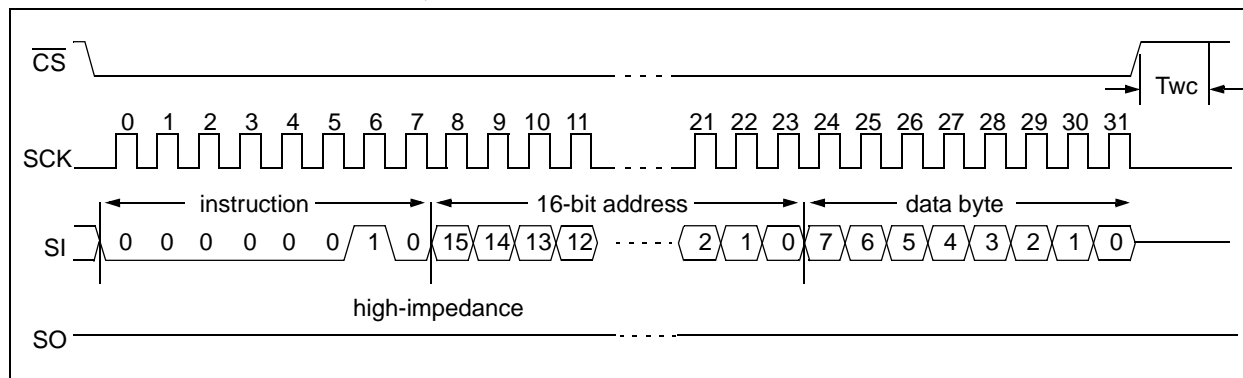 CS
Twc
0 1 2 3 4 5 6 7 8 9 10 11 21 22 23 24 25 26 27 28 29 30 31
SCK
instruction 16-bit address data byte
SI 0 0 0 0 0 0 1 0 15 14 13 12 2 1 0 7 6 5 4 3 2 1 0
high-impedance
SO